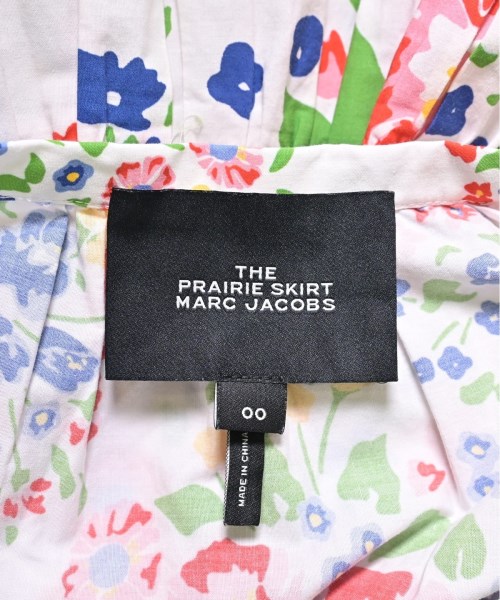 THE
PRAIRIE SKIRT
MARC JACOBS
00
MADE IN CHINA